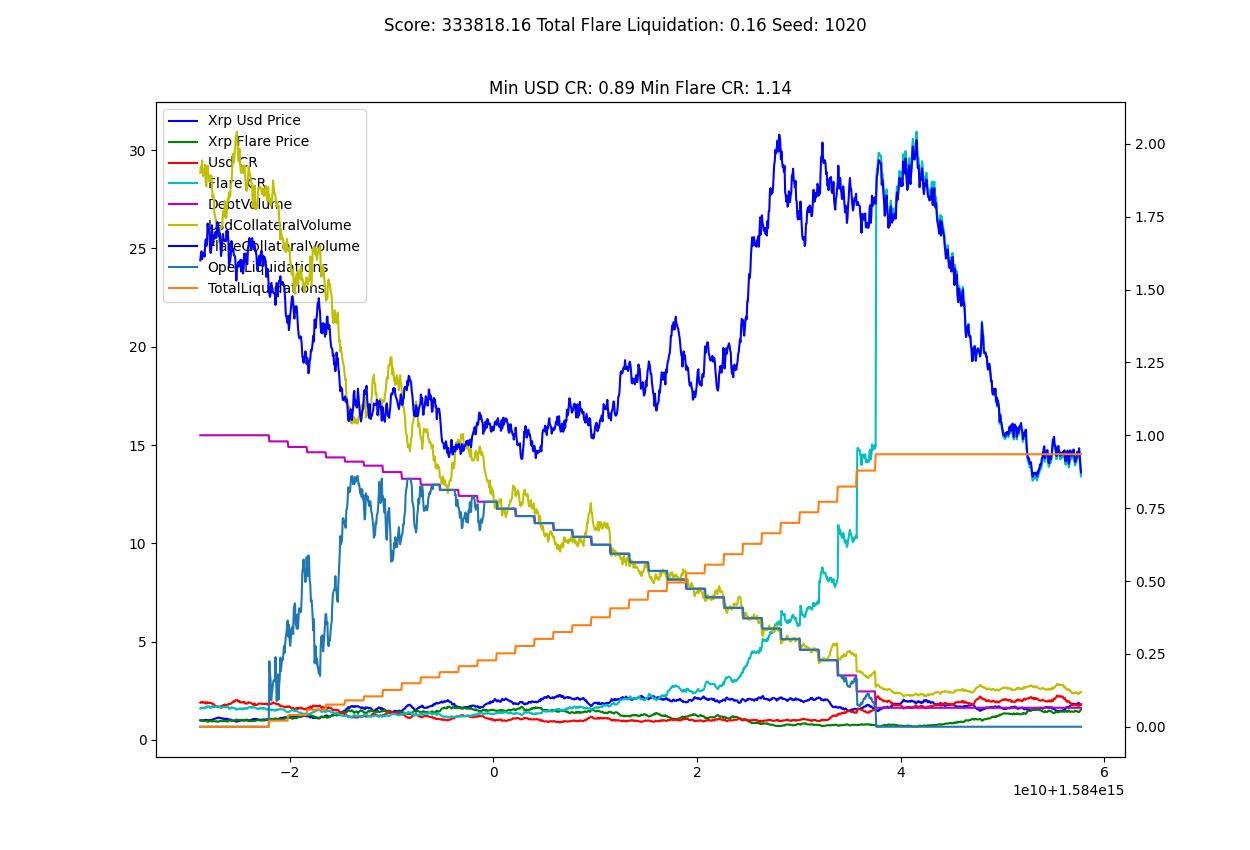 Score: 333818.16 Total Flare Liquidation: 0.16 Seed: 1020
Min USD CR: 0.89 Min Flare CR: 1.14
Xrp Usd Price
Xrp Flare Price
Usd CR
Flare CR
DeptVolume
UsdCollateralVolume
FlareCollateralVolume
OpenLiquidations
TotalLiquidations
30
25
20
15
10
5
0
2.00
1.75
1.50
1.25
1.00
0.75
0.50
0.25
0.00
−2
0
2
4
6
1e10+1.584e15